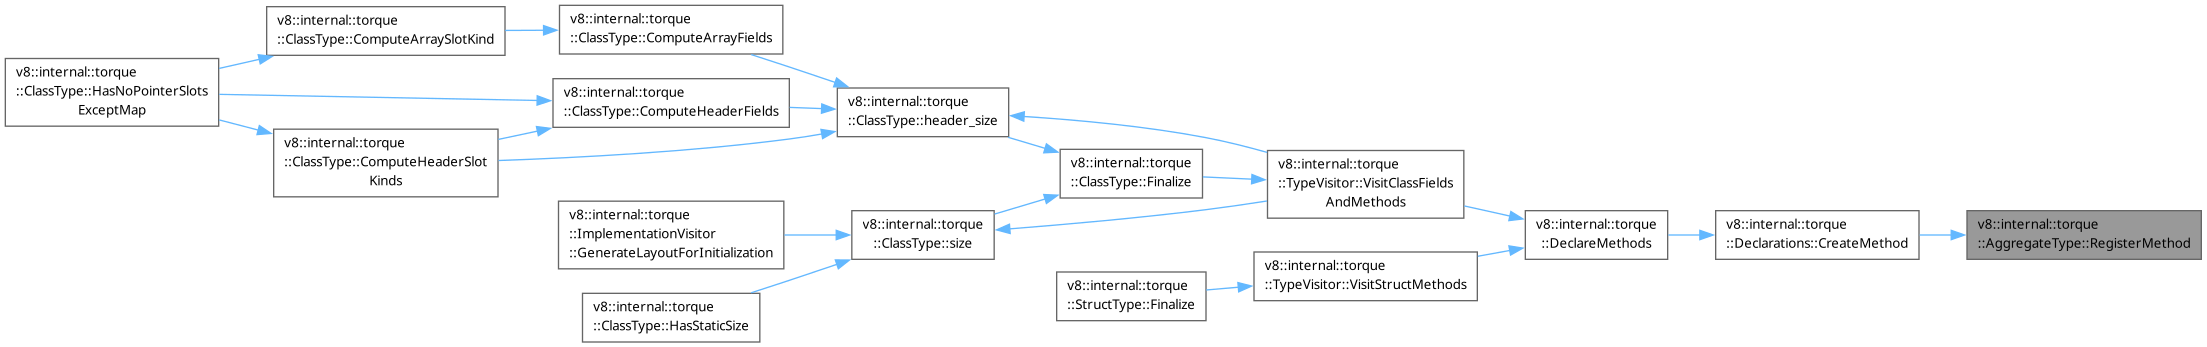 v8::internal::torque
::ClassType::HasNoPointerSlots
ExceptMap
v8::internal::torque
::ClassType::ComputeArraySlotKind
v8::internal::torque
::ClassType::ComputeHeaderSlot
Kinds
v8::internal::torque
::ClassType::ComputeArrayFields
v8::internal::torque
::ClassType::ComputeHeaderFields
v8::internal::torque
::ImplementationVisitor
::GenerateLayoutForInitialization
v8::internal::torque
::ClassType::HasStaticSize
v8::internal::torque
::ClassType::header_size
v8::internal::torque
::ClassType::size
v8::internal::torque
::ClassType::Finalize
v8::internal::torque
::StructType::Finalize
v8::internal::torque
::TypeVisitor::VisitClassFields
AndMethods
v8::internal::torque
::TypeVisitor::VisitStructMethods
v8::internal::torque
::DeclareMethods
v8::internal::torque
::Declarations::CreateMethod
v8::internal::torque
::AggregateType::RegisterMethod